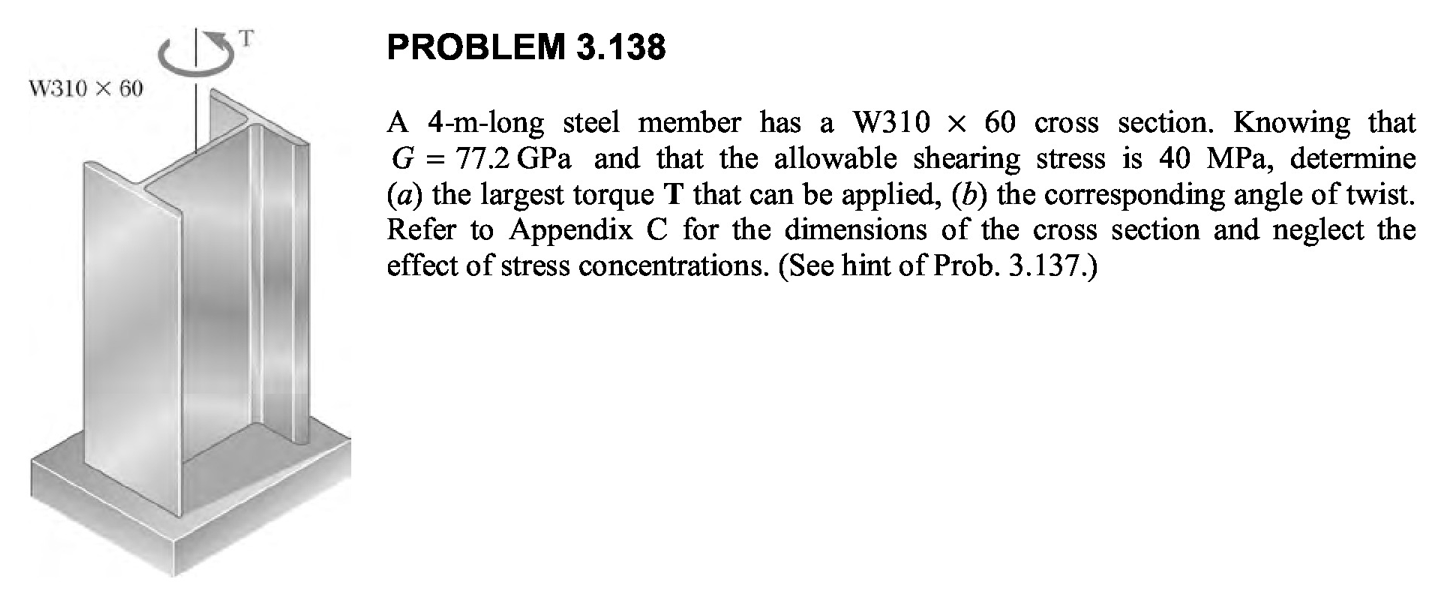 T
W310 × 60
PROBLEM 3.138
A 4-m-long steel member has a W310 × 60 cross section. Knowing that
G = 77.2 GPa and that the allowable shearing stress is 40 MPa, determine
(a) the largest torque T that can be applied, (b) the corresponding angle of twist.
Refer to Appendix C for the dimensions of the cross section and neglect the
effect of stress concentrations. (See hint of Prob. 3.137.)